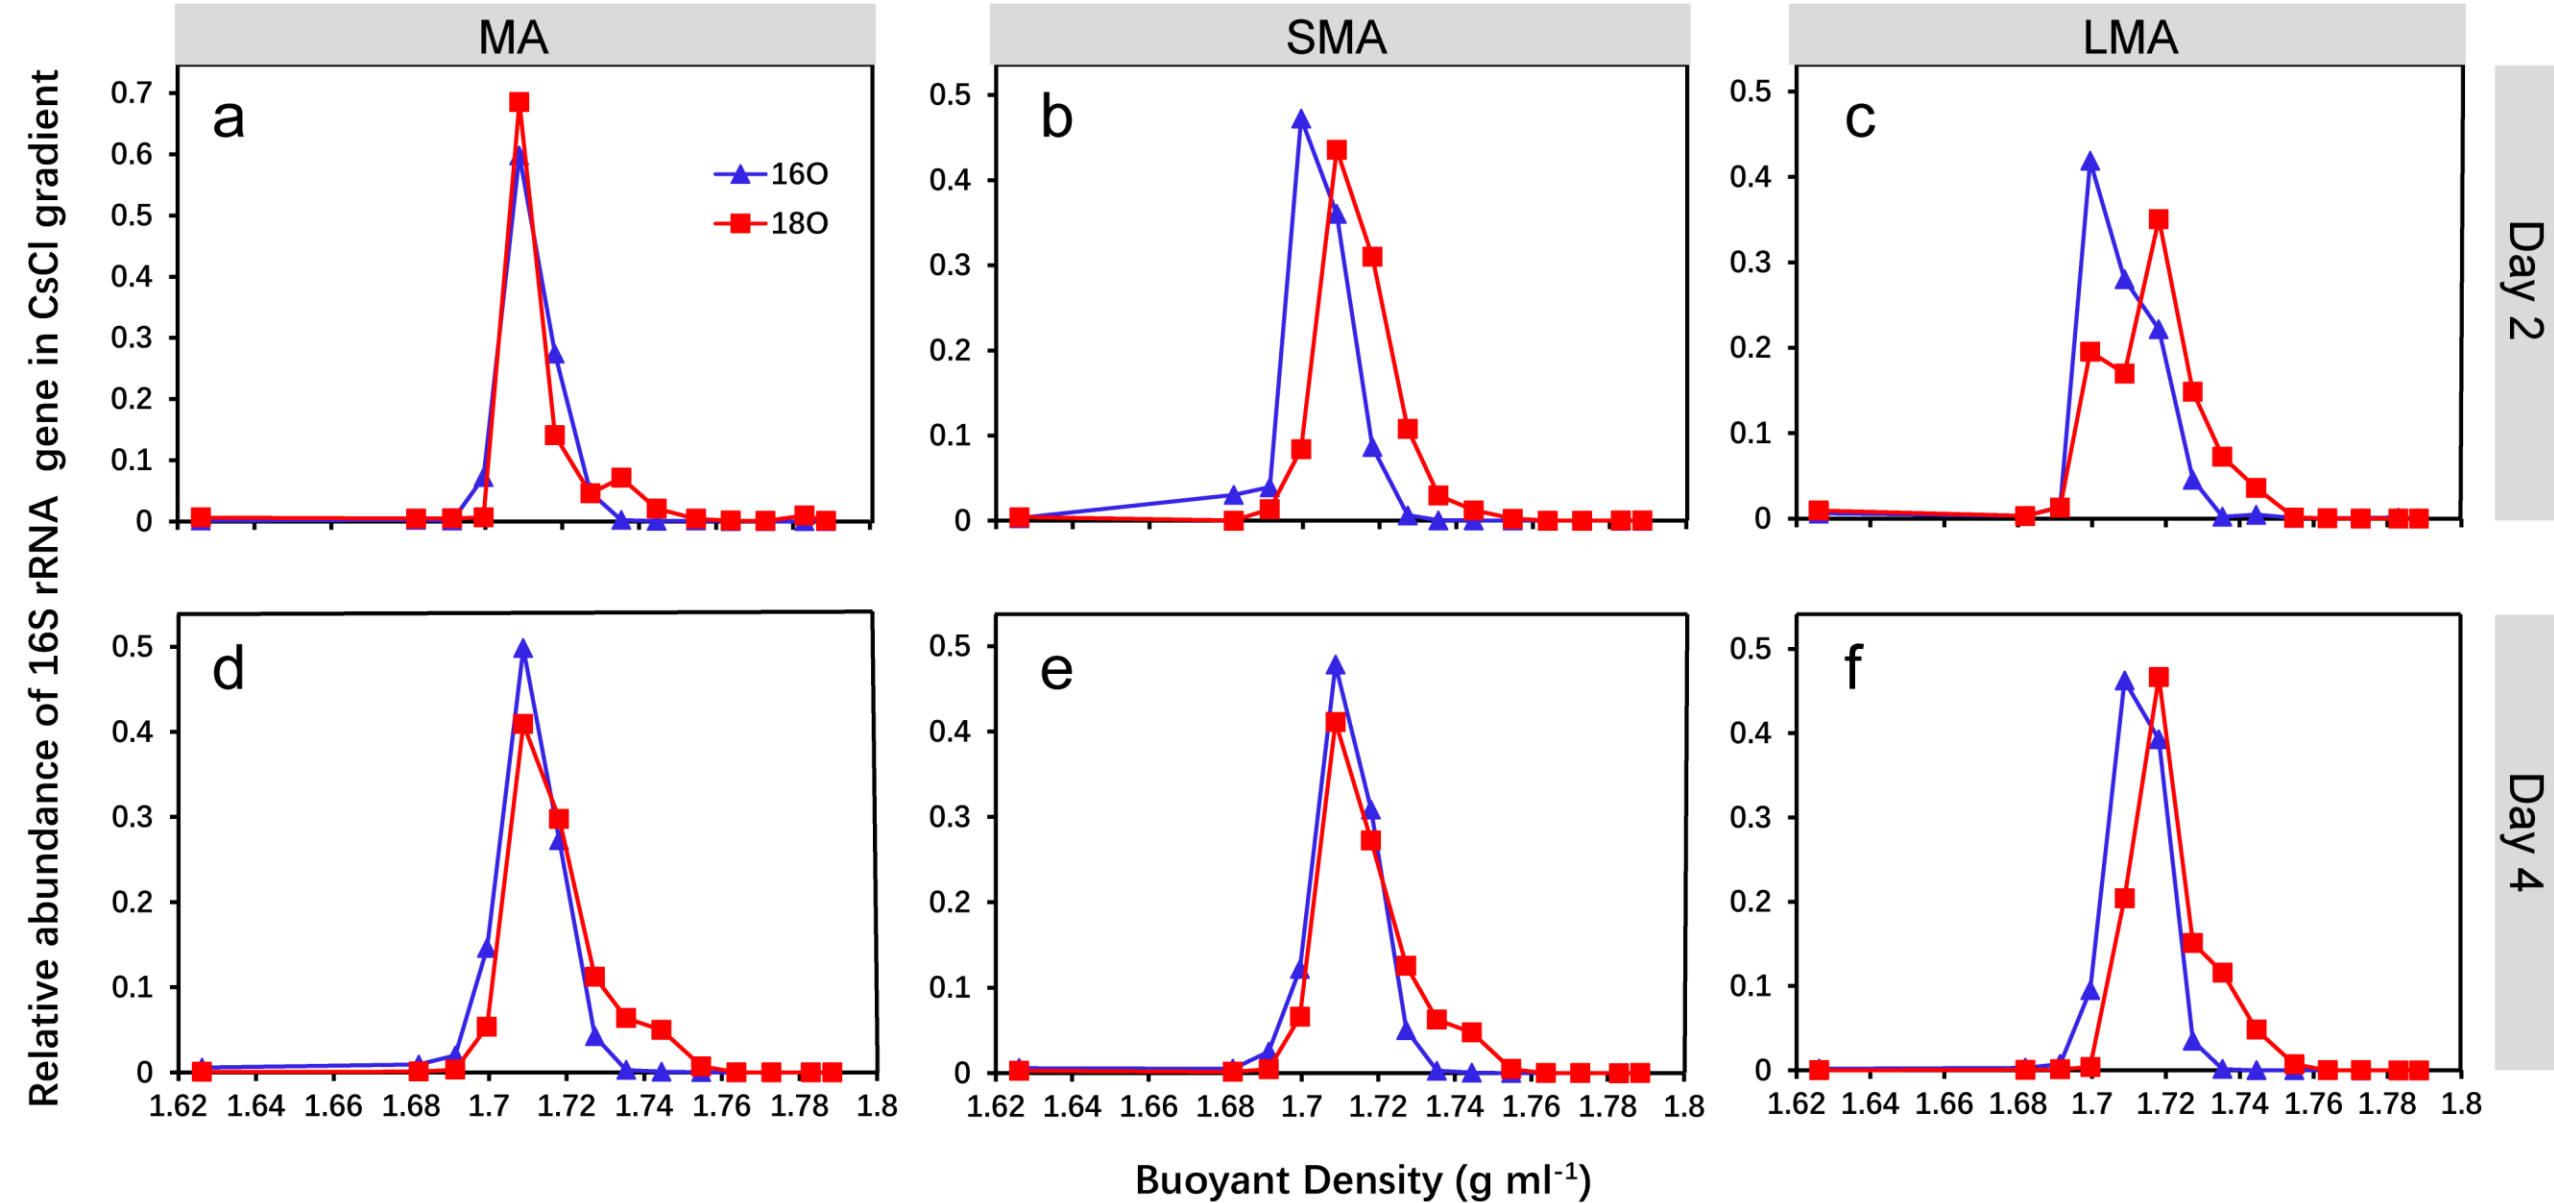 MA SMA LMA
Relative abundance of 16S rRNA gene in CsCl gradient
0.7
0.6
0.5
0.4
0.3
0.2
0.1
0
a
16O
18O
0.5
0.4
0.3
0.2
0.1
0
b
0.5
0.4
0.3
0.2
0.1
0
c
Day 2
0.5
0.4
0.3
0.2
0.1
0
d
1.62 1.64 1.66 1.68 1.7 1.72 1.74 1.76 1.78 1.8
0.5
0.4
0.3
0.2
0.1
0
e
1.62 1.64 1.66 1.68 1.7 1.72 1.74 1.76 1.78 1.8
0.5
0.4
0.3
0.2
0.1
0
f
1.62 1.64 1.66 1.68 1.7 1.72 1.74 1.76 1.78 1.8
Day 4
Buoyant Density (g ml⁻¹)